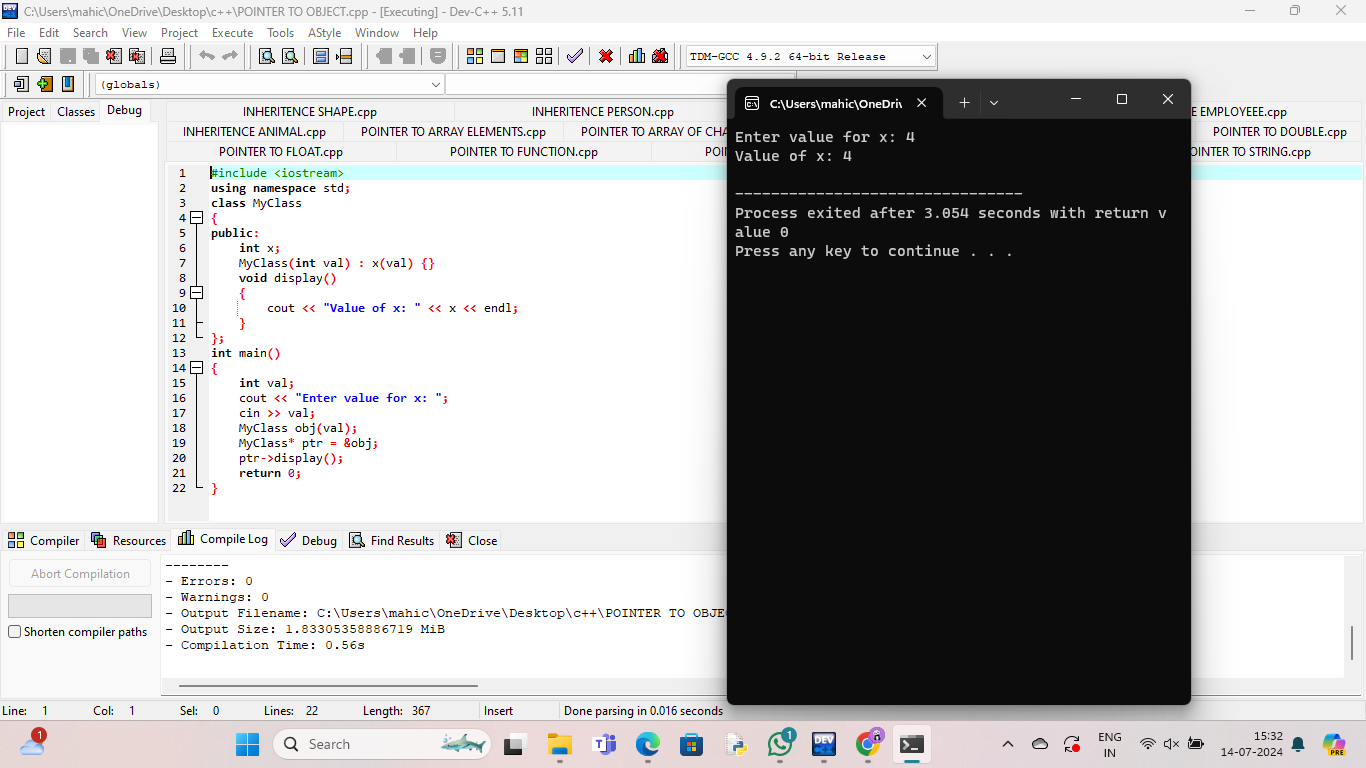 C:\Users\mahic\OneDrive\Desktop\c++\POINTER TO OBJECT.cpp - [Executing] - Dev-C++ 5.11
File Edit Search View Project Execute Tools AStyle Window Help
TDM-GCC 4.9.2 64-bit Release
(globals)
Project Classes Debug
INHERITENCE SHAPE.cpp INHERITENCE PERSON.cpp E EMPLOYEEE.cpp
INHERITENCE ANIMAL.cpp POINTER TO ARRAY ELEMENTS.cpp POINTER TO ARRAY OF CHA POINTER TO DOUBLE.cpp
POINTER TO FLOAT.cpp POINTER TO FUNCTION.cpp POI OINTER TO STRING.cpp
1 #include <iostream>
2 using namespace std;
3 class MyClass
4 {
5 public:
6 int x;
7 MyClass(int val) : x(val) {}
8 void display()
9 {
10 cout << "Value of x: " << x << endl;
11 }
12 };
13 int main()
14 {
15 int val;
16 cout << "Enter value for x: ";
17 cin >> val;
18 MyClass obj(val);
19 MyClass* ptr = &obj;
20 ptr->display();
21 return 0;
22 }
C:\Users\mahic\OneDri
Enter value for x: 4
Value of x: 4
--------------------------------
Process exited after 3.054 seconds with return v
alue 0
Press any key to continue . . .
Compiler Resources Compile Log Debug Find Results Close
Abort Compilation
Shorten compiler paths
--------
- Errors: 0
- Warnings: 0
- Output Filename: C:\Users\mahic\OneDrive\Desktop\c++\POINTER TO OBJE
- Output Size: 1.83305358886719 MiB
- Compilation Time: 0.56s
Line: 1 Col: 1 Sel: 0 Lines: 22 Length: 367 Insert Done parsing in 0.016 seconds
1
Search
1
DEV
ENG
IN
15:32
14-07-2024
PRE